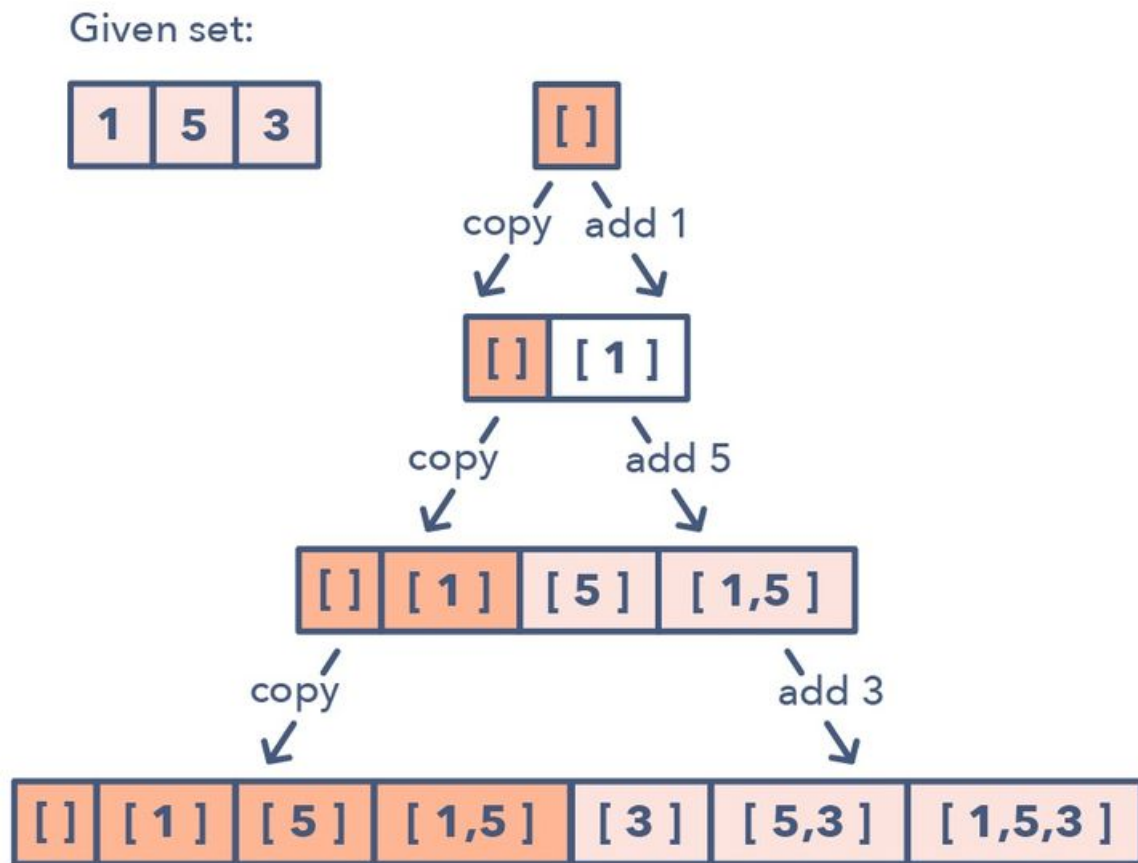 Given set:
1 5 3
[ ]
copy add 1
[ ] [ 1 ]
copy add 5
[ ] [ 1 ] [ 5 ] [ 1,5 ]
copy add 3
[ ] [ 1 ] [ 5 ] [ 1,5 ] [ 3 ] [ 5,3 ] [ 1,5,3 ]